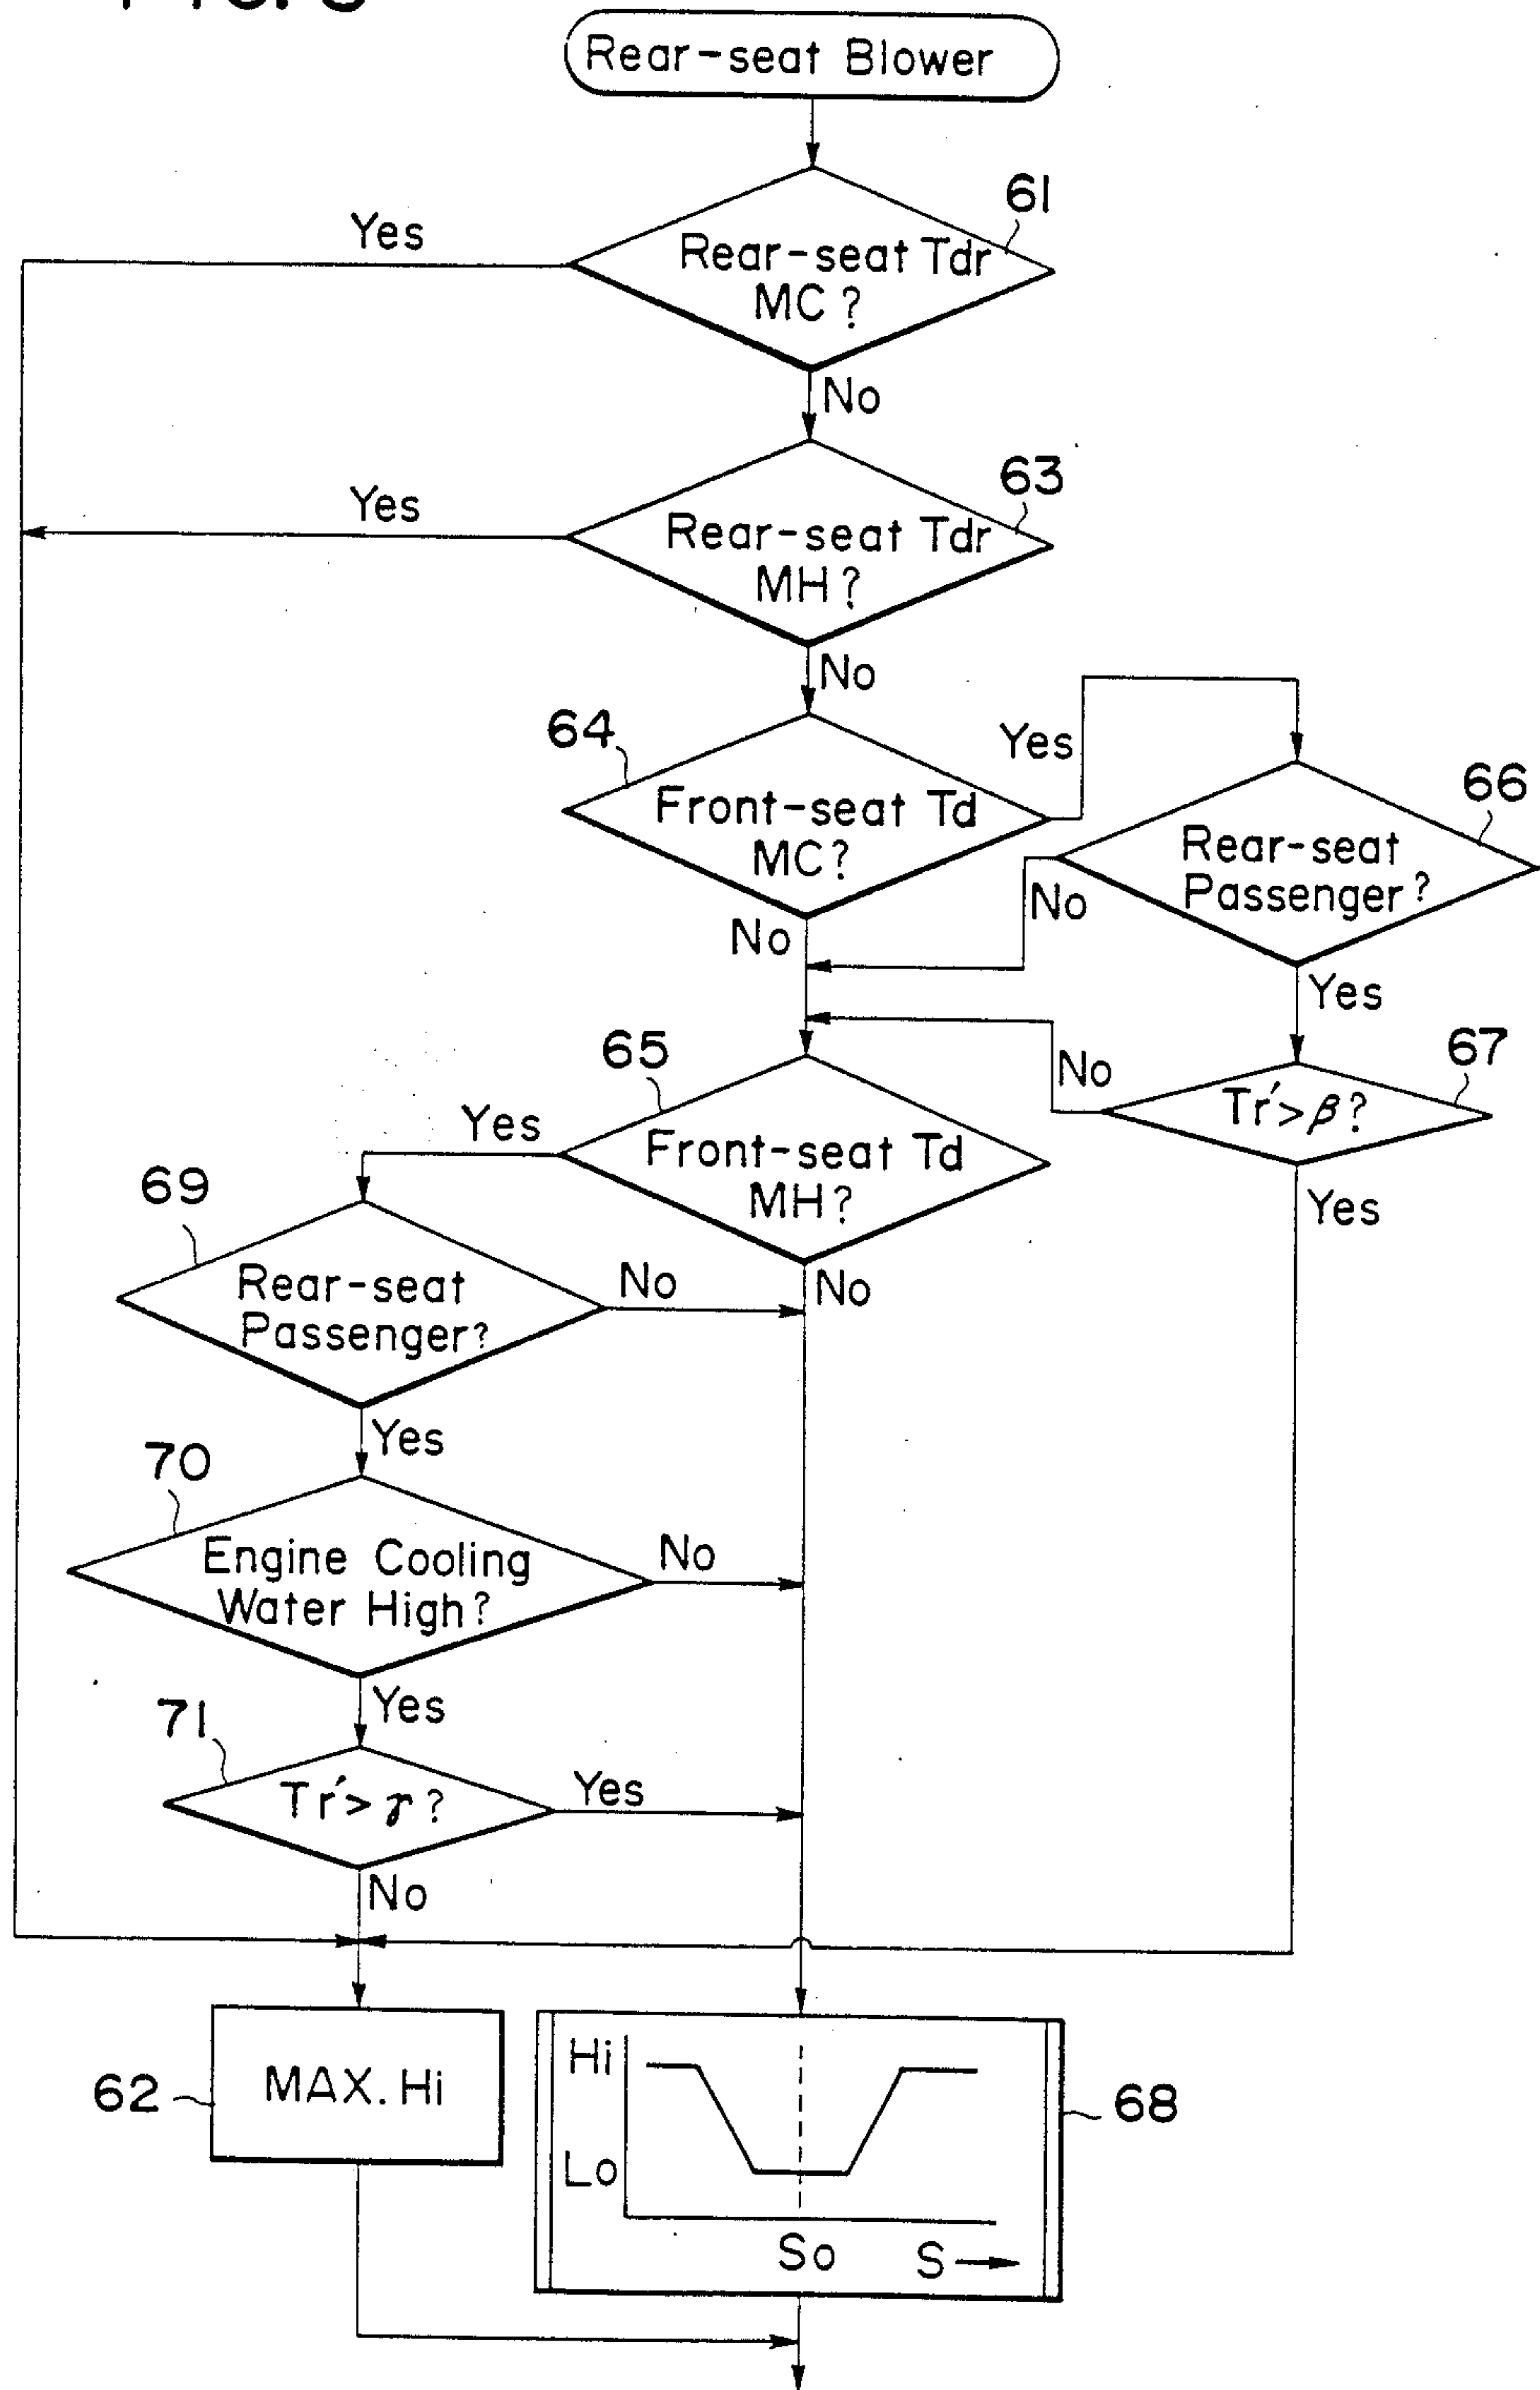 Rear-seat Blower
61
Yes
Rear-seat Tdr
MC?
No
63
Yes
Rear-seat Tdr
MH?
No
64
Yes
Front-seat Td
MC?
66
Rear-seat
Passenger?
No
No
Yes
65
67
No
Tr'>β?
Yes
Front-seat Td
MH?
Yes
69
No
Rear-seat
Passenger?
No
Yes
70
Engine Cooling
Water High?
No
Yes
71
Tr'>γ?
Yes
No
62
MAX. Hi
Hi
Lo
68
So
S